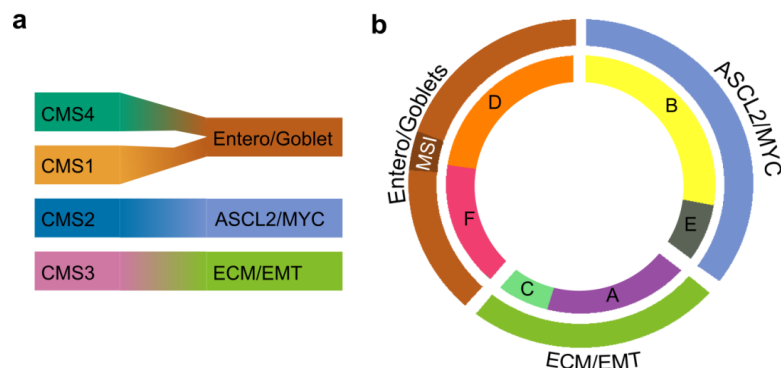 a
CMS4
CMS1
Entero/Goblet
CMS2
ASCL2/MYC
CMS3
ECM/EMT
b
Entero/Goblets
MSI
ASCL2/MYC
ECM/EMT
D
B
F
E
C
A